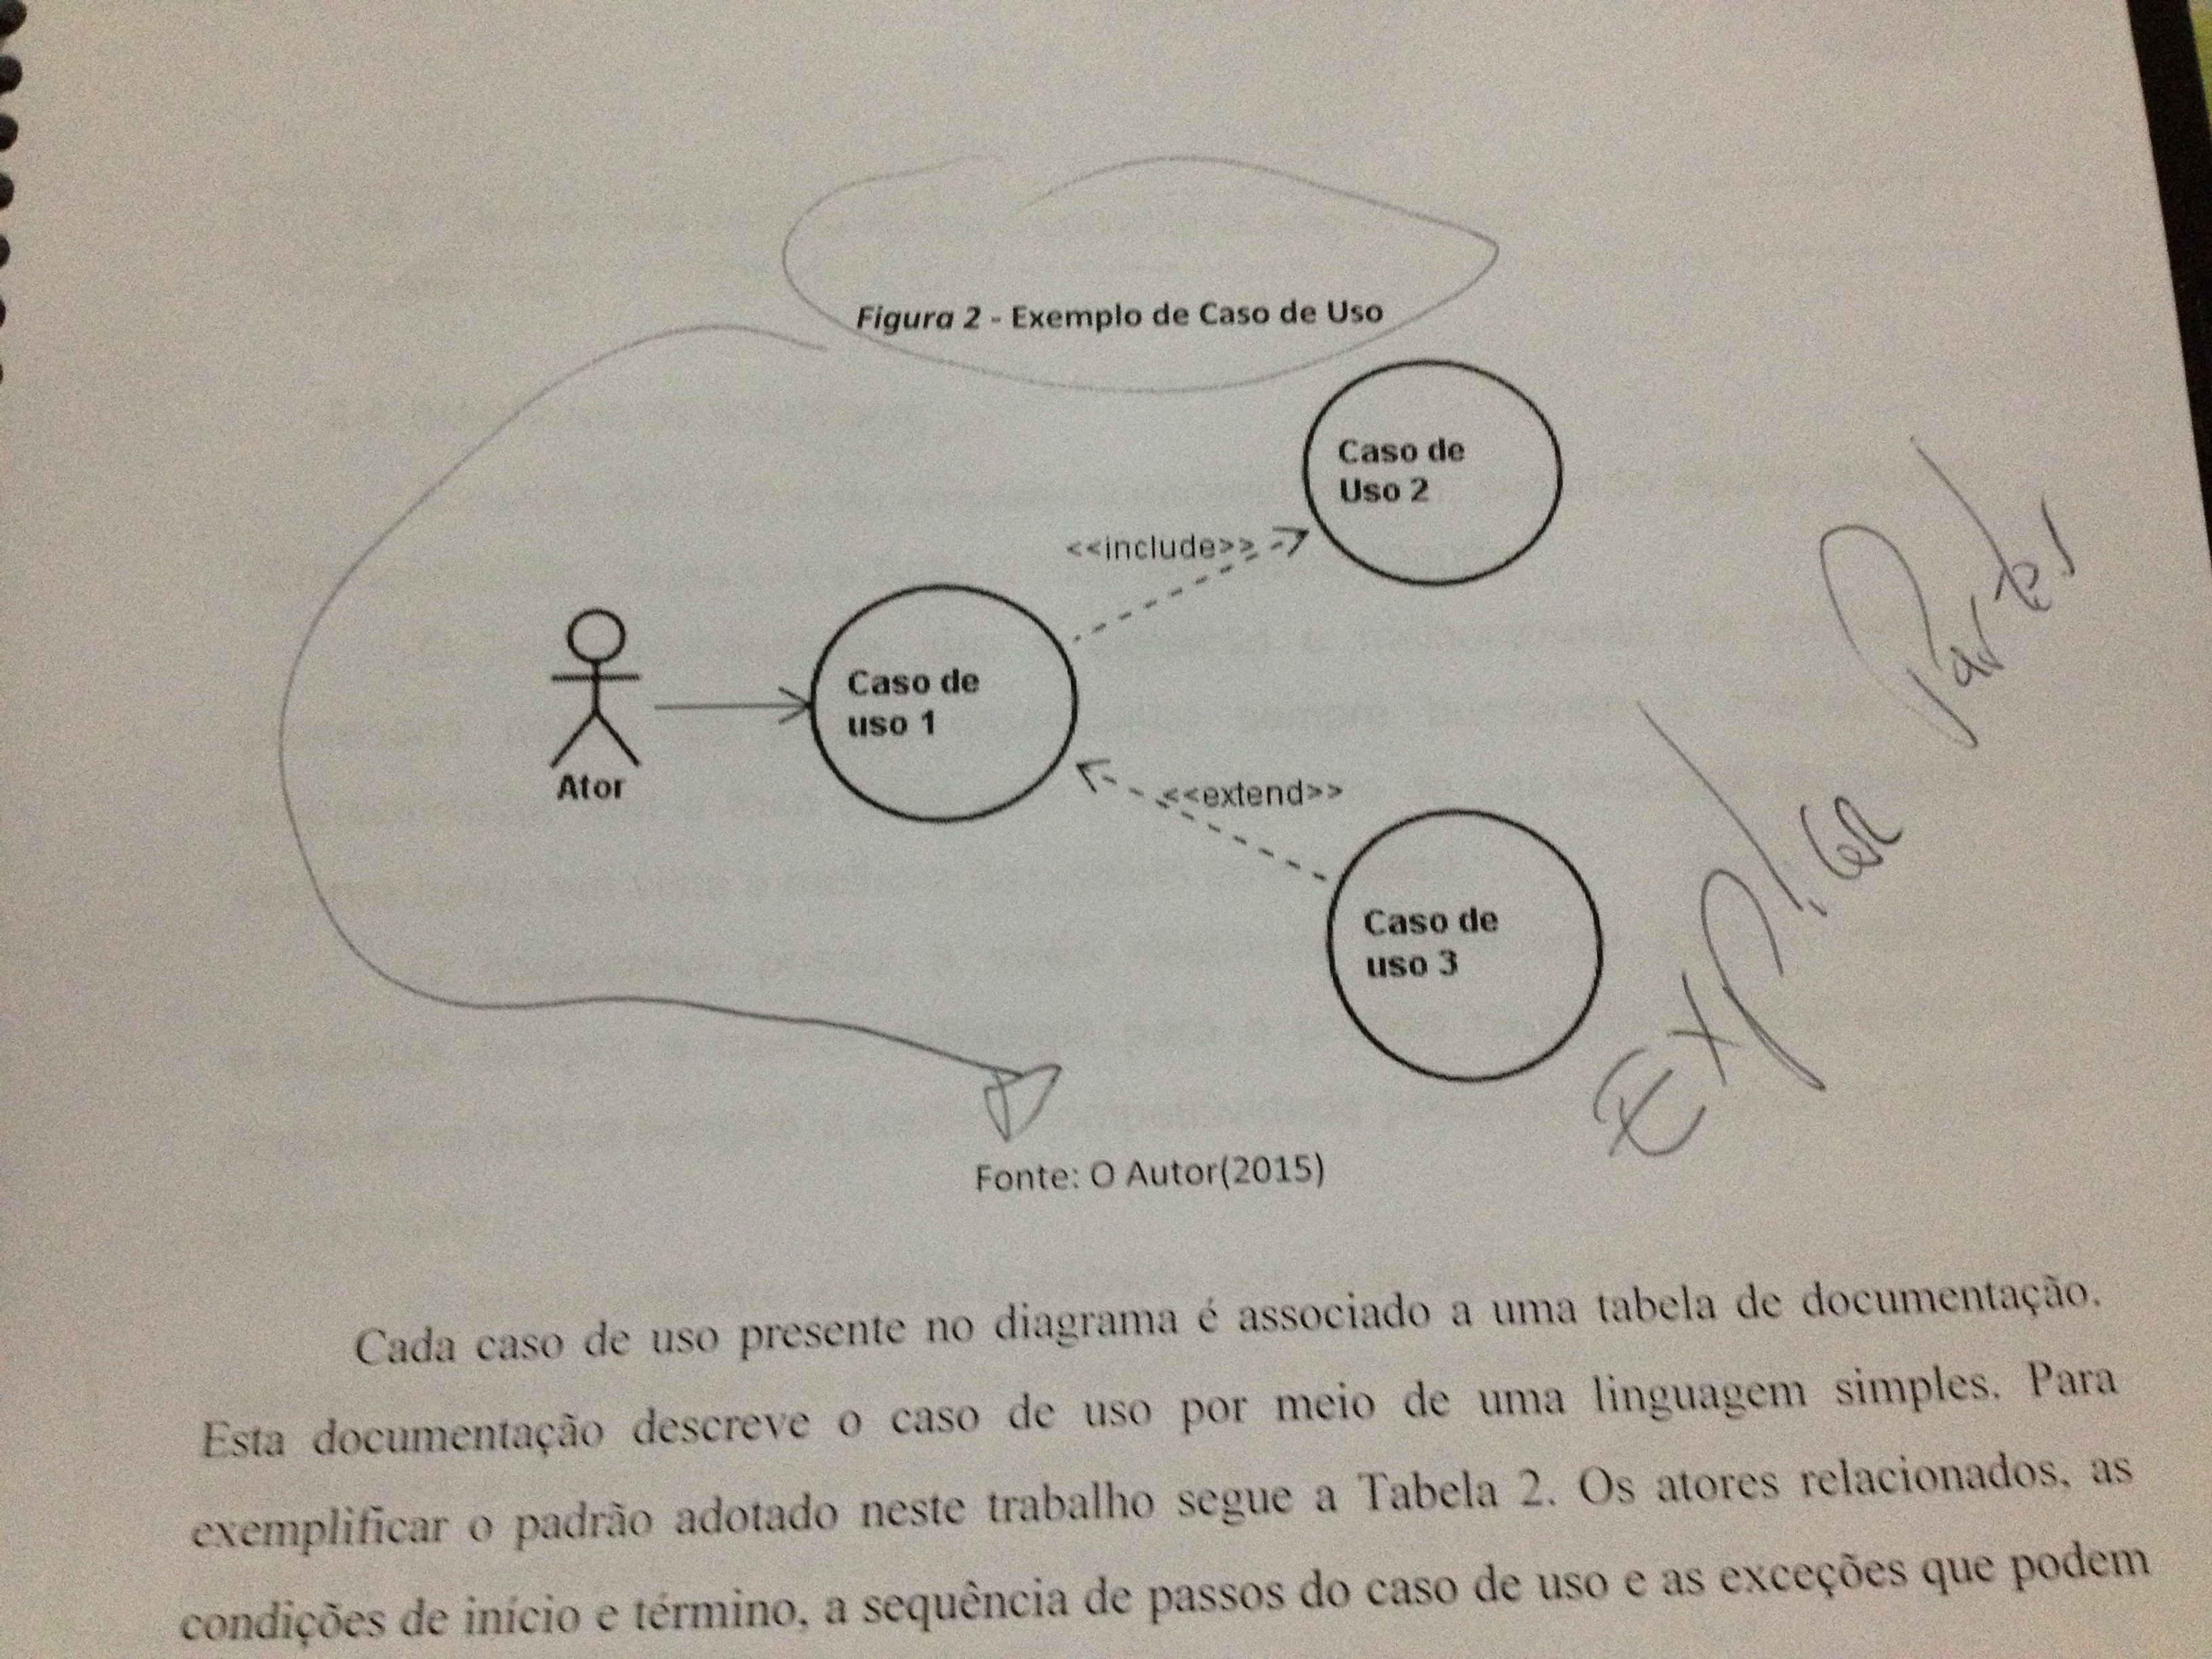 Figura 2 - Exemplo de Caso de Uso
Caso de
Uso 2
<<include>>
Caso de
uso 1
Ator
<<extend>>
Caso de
uso 3
Explicar Partes
Fonte: O Autor(2015)
Cada caso de uso presente no diagrama é associado a uma tabela de documentação.
Esta documentação descreve o caso de uso por meio de uma linguagem simples. Para
exemplificar o padrão adotado neste trabalho segue a Tabela 2. Os atores relacionados, as
condições de início e término, a sequência de passos do caso de uso e as exceções que podem